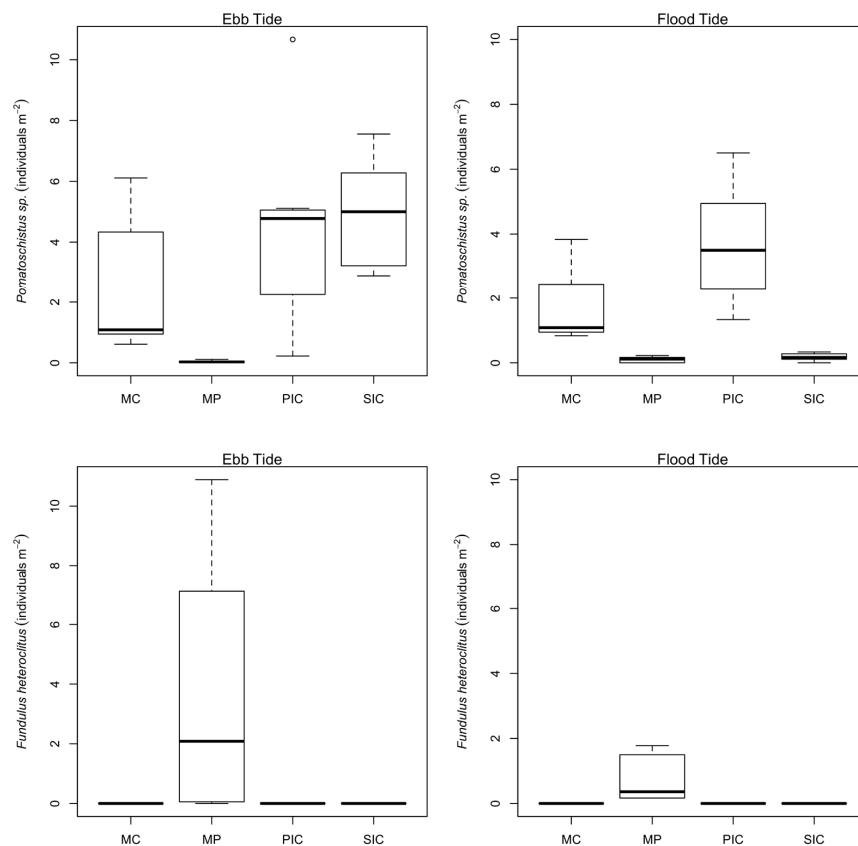 Ebb Tide
Pomatoschistus sp. (individuals m⁻²)
10
8
6
4
2
0
MC MP PIC SIC
Flood Tide
Pomatoschistus sp. (individuals m⁻²)
10
8
6
4
2
0
MC MP PIC SIC
Ebb Tide
Fundulus heteroclitus (individuals m⁻²)
10
8
6
4
2
0
MC MP PIC SIC
Flood Tide
Fundulus heteroclitus (individuals m⁻²)
10
8
6
4
2
0
MC MP PIC SIC